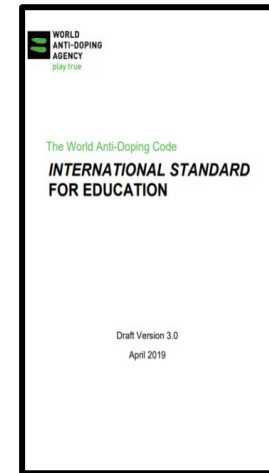 WORLD
ANTI-DOPING
AGENCY
play true
The World Anti-Doping Code
INTERNATIONAL STANDARD
FOR EDUCATION
Draft Version 3.0
April 2019